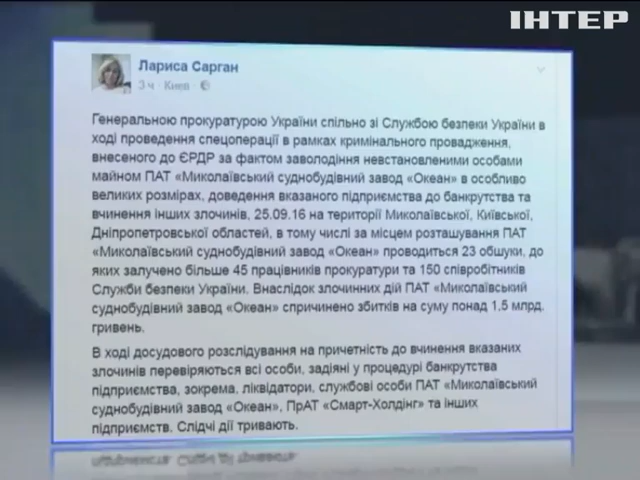 ІНТЕР
Лариса Сарган
3 ч · Киев ·
Генеральною прокуратурою України спільно зі Службою безпеки України в
ході проведення спецоперації в рамках кримінального провадження,
внесеного до ЄРДР за фактом заволодіння невстановленими особами
майном ПАТ «Миколаївський суднобудівний завод «Океан» в особливо
великих розмірах, доведення вказаного підприємства до банкрутства та
вчинення інших злочинів, 25.09.16 на території Миколаївської, Київської,
Дніпропетровської областей, в тому числі за місцем розташування ПАТ
«Миколаївський суднобудівний завод «Океан» проводиться 23 обшуки, до
яких залучено більше 45 працівників прокуратури та 150 співробітників
Служби безпеки України. Внаслідок злочинних дій ПАТ «Миколаївський
суднобудівний завод «Океан» спричинено збитків на суму понад 1,5 млрд.
гривень.
В ході досудового розслідування на причетність до вчинення вказаних
злочинів перевіряються всі особи, задіяні у процедурі банкрутства
підприємства, зокрема, ліквідатори, службові особи ПАТ «Миколаївський
суднобудівний завод «Океан», ПрАТ «Смарт-Холдінг» та інших
підприємств. Слідчі дії тривають.